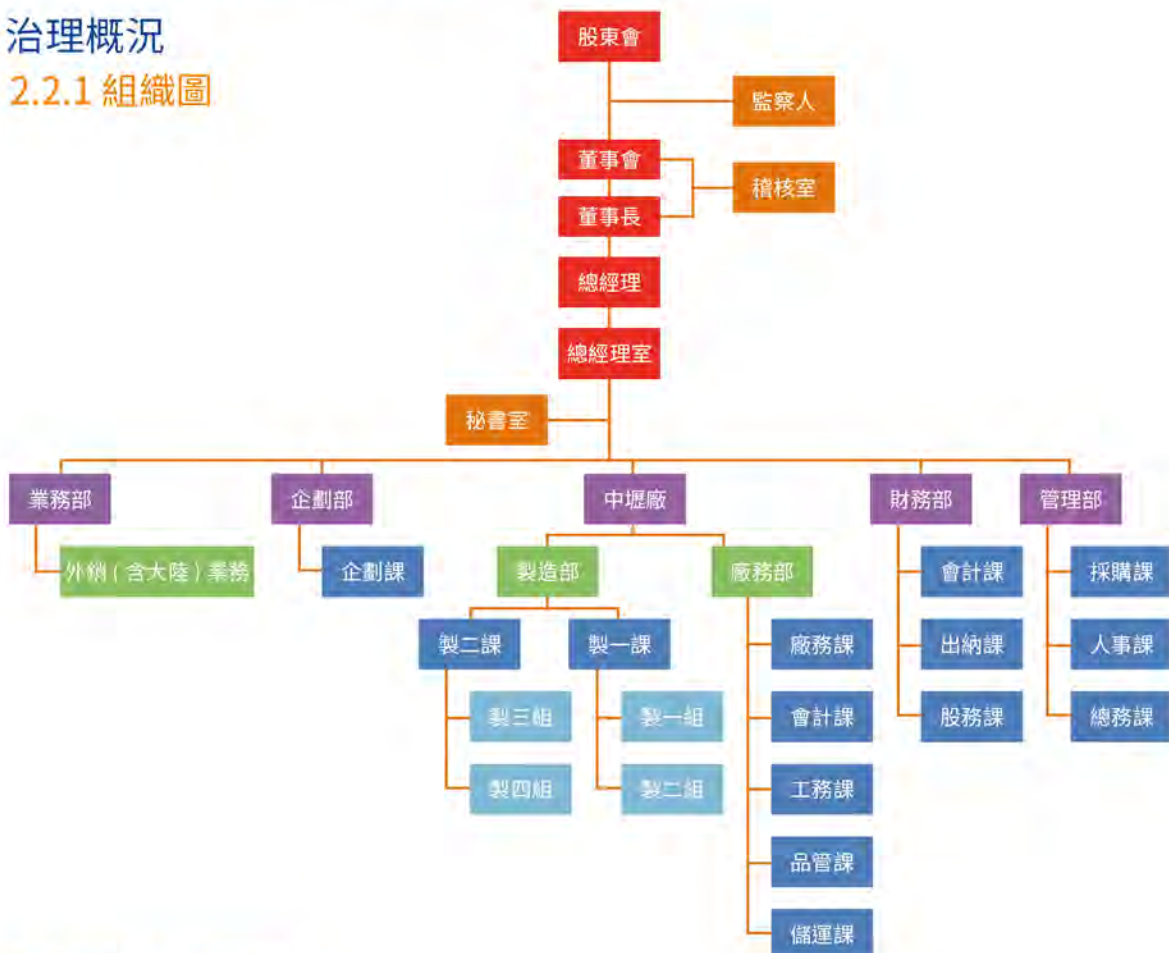 治理概況
2.2.1 組織圖
股東會
監察人
董事會
稽核室
董事長
總經理
總經理室
秘書室
業務部
企劃部
中壢廠
財務部
管理部
外銷（含大陸）業務
企劃課
製造部
廠務部
會計課
採購課
製二課
製一課
廠務課
出納課
人事課
製三組
製一組
會計課
股務課
總務課
製四組
製二組
工務課
品管課
儲運課